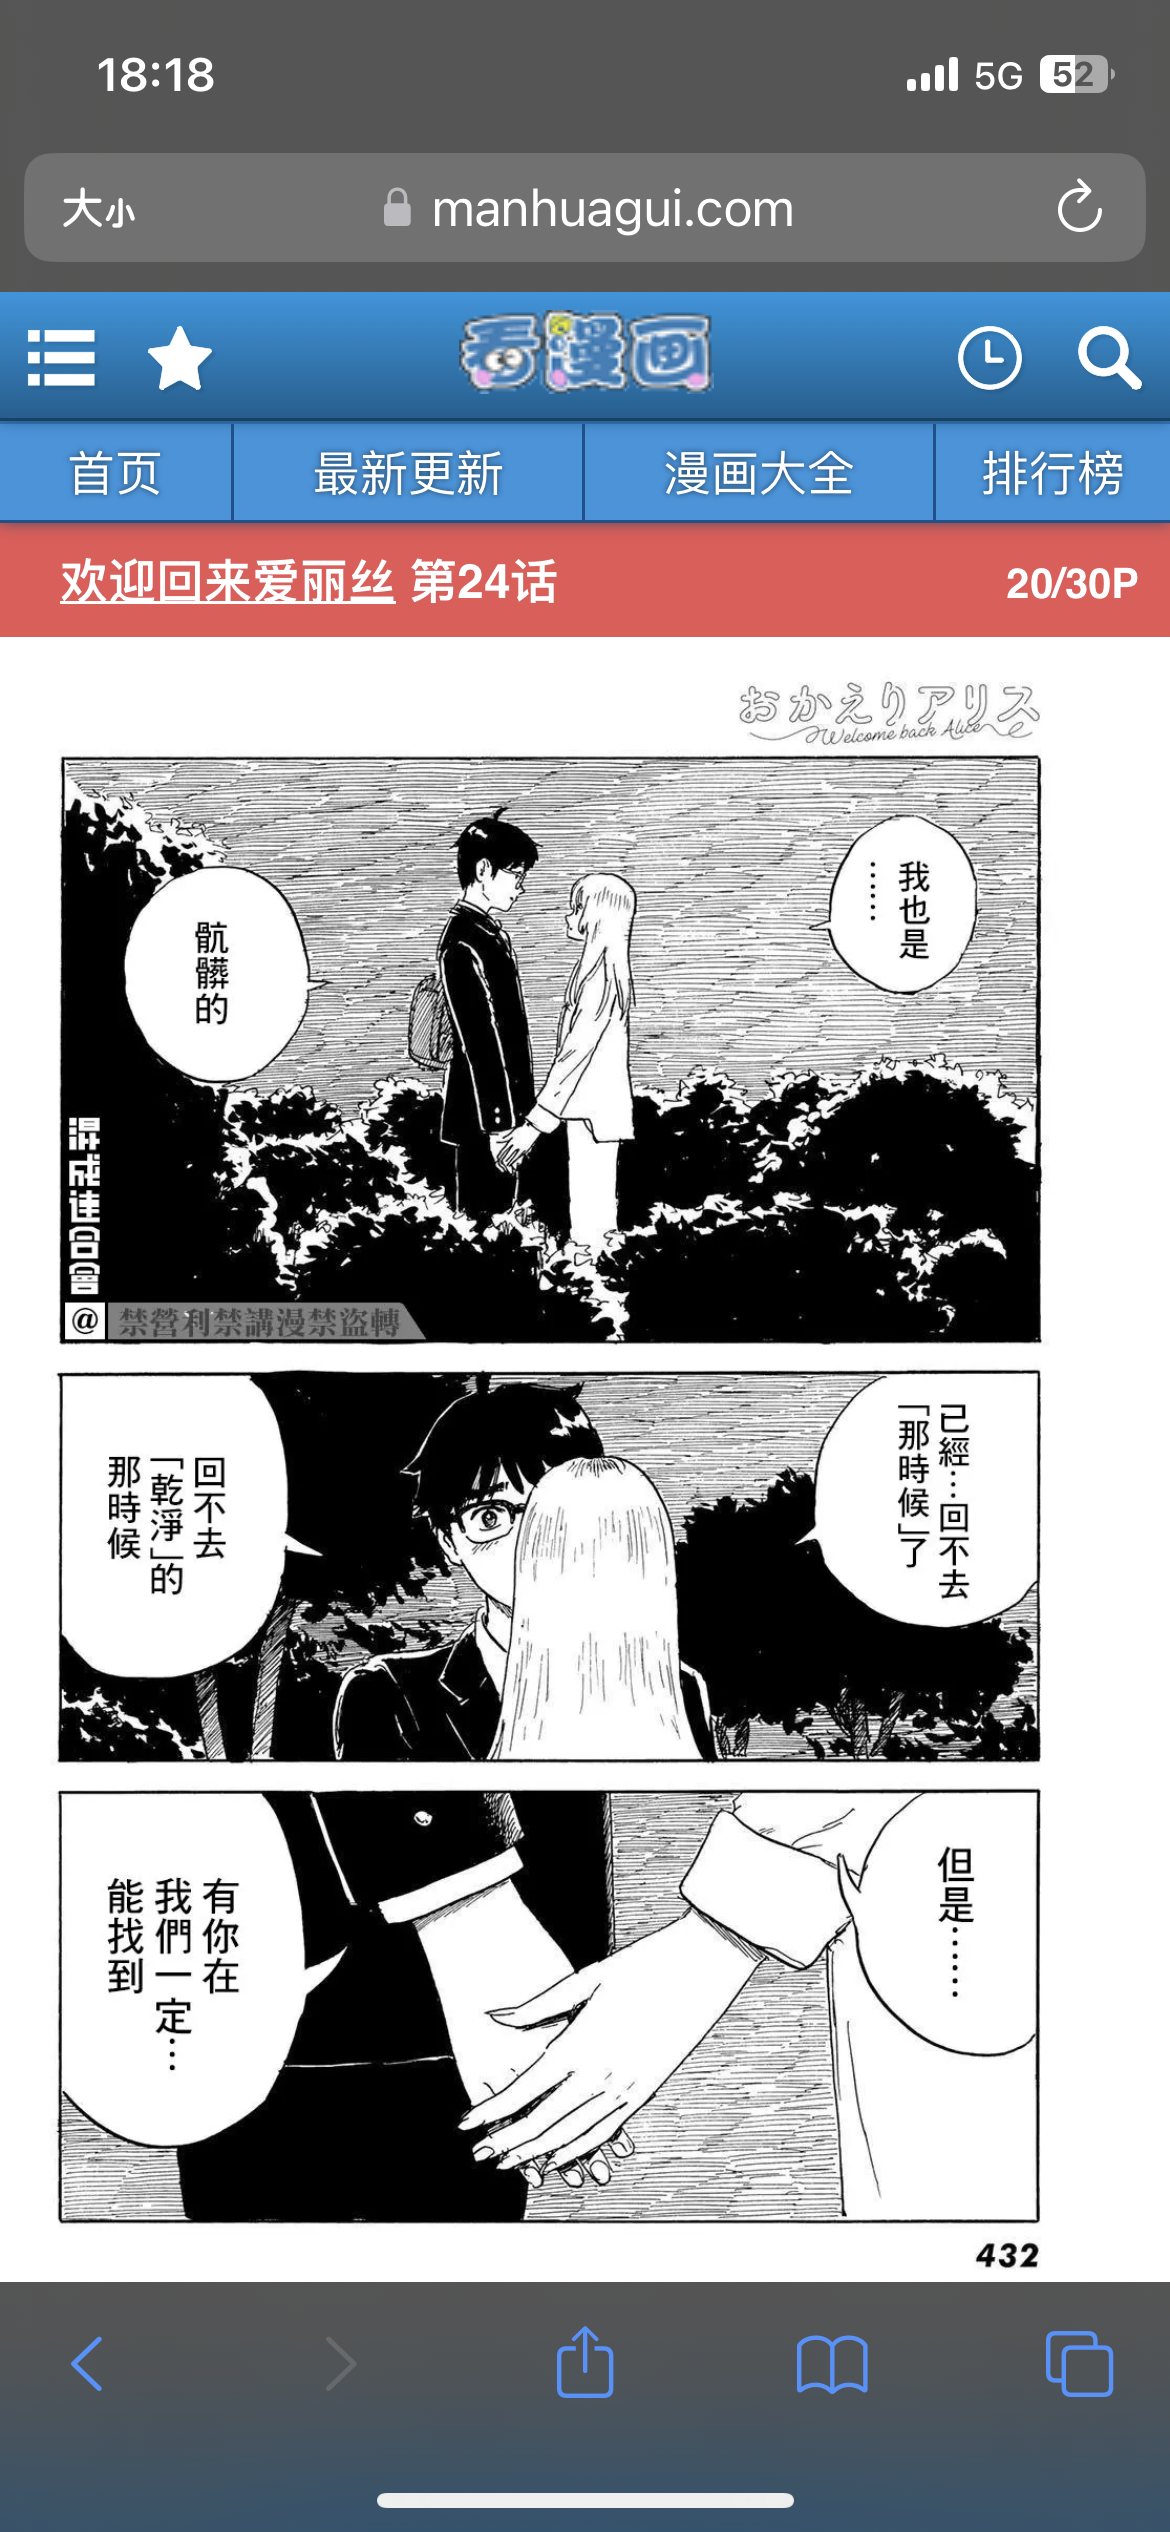 18:18
5G
52
大小
manhuagui.com
看漫画
首页
最新更新
漫画大全
排行榜
欢迎回来爱丽丝 第24话
20/30P
おかえりアリス
Welcome back Alice
我也是
……
骯髒的
混战连合會
@
禁營利禁講漫禁盜轉
已經…回不去
「那時候」了
回不去
「乾淨」的
那時候
但是……
有你在
我們一定…
能找到
432